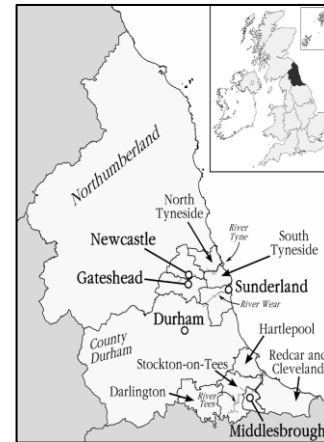 Northumberland
North
Tyneside
River
Tyne
South
Tyneside
Newcastle
Gateshead
Sunderland
River Wear
Durham
County
Durham
Hartlepool
Stockton-on-Tees
Redcar and
Cleveland
Darlington
River
Tees
Middlesbrough